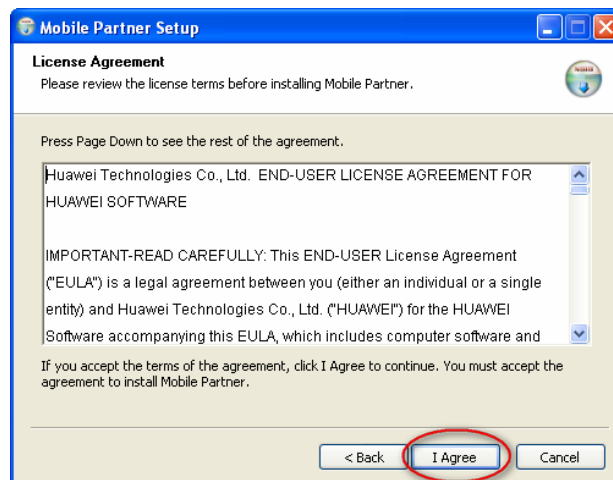 Mobile Partner Setup
License Agreement
Please review the license terms before installing Mobile Partner.
Press Page Down to see the rest of the agreement.
Huawei Technologies Co., Ltd. END-USER LICENSE AGREEMENT FOR
HUAWEI SOFTWARE
IMPORTANT-READ CAREFULLY: This END-USER License Agreement
("EULA") is a legal agreement between you (either an individual or a single
entity) and Huawei Technologies Co., Ltd. ("HUAWEI") for the HUAWEI
Software accompanying this EULA, which includes computer software and
If you accept the terms of the agreement, click I Agree to continue. You must accept the
agreement to install Mobile Partner.
< Back I Agree Cancel